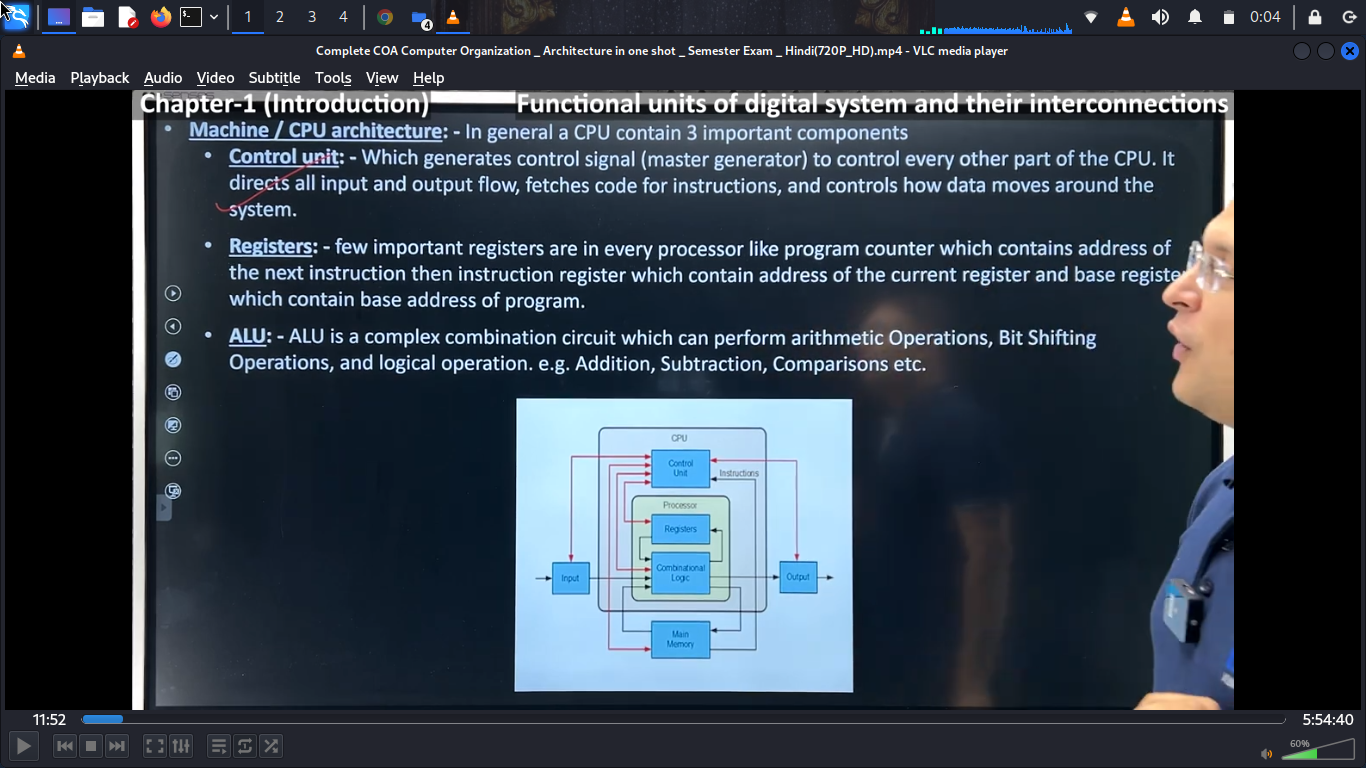 1 2 3 4
4
0:04
Complete COA Computer Organization _ Architecture in one shot _ Semester Exam _ Hindi(720P_HD).mp4 - VLC media player
Media Playback Audio Video Subtitle Tools View Help
Chapter-1 (Introduction) Functional units of digital system and their interconnections
• Machine / CPU architecture: - In general a CPU contain 3 important components
• Control unit: - Which generates control signal (master generator) to control every other part of the CPU. It
directs all input and output flow, fetches code for instructions, and controls how data moves around the
system.
• Registers: - few important registers are in every processor like program counter which contains address of
the next instruction then instruction register which contain address of the current register and base registe
which contain base address of program.
• ALU: - ALU is a complex combination circuit which can perform arithmetic Operations, Bit Shifting
Operations, and logical operation. e.g. Addition, Subtraction, Comparisons etc.
CPU
Control
Unit
Instructions
Processor
Registers
Combinational
Logic
Input
Output
Main
Memory
11:52
5:54:40
60%